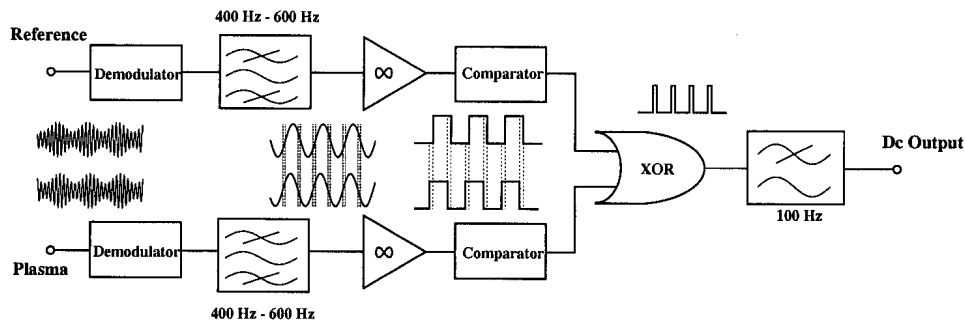 400 Hz - 600 Hz
Reference
Demodulator
∞
Comparator
XOR
Dc Output
100 Hz
Plasma
Demodulator
∞
Comparator
400 Hz - 600 Hz